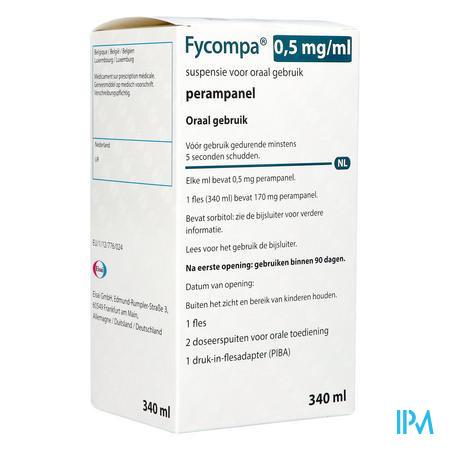 Fycompa® 0,5 mg/ml
suspensie voor oraal gebruik
perampanel
Oraal gebruik
Vóór gebruik gedurende minstens
5 seconden schudden.
NL
Elke ml bevat 0,5 mg perampanel.
1 fles (340 ml) bevat 170 mg perampanel.
Bevat sorbitol: zie de bijsluiter voor verdere
informatie.
Lees voor het gebruik de bijsluiter.
Na eerste opening: gebruiken binnen 90 dagen.
Datum van opening:
Buiten het zicht en bereik van kinderen houden.
1 fles
2 doseerspuiten voor orale toediening
1 druk-in-flesadapter (PIBA)
340 ml
Belgique / België / Belgien
Luxembourg / Luxemburg
Médicament sur prescription médicale.
Geneesmiddel op medisch voorschrift.
Verschreibungspflichtig.
Nederland
UR
EU/1/12/776/024
Eisai
Eisai GmbH, Edmund-Rumpler-Straße 3,
60549 Frankfurt am Main,
Allemagne / Duitsland / Deutschland
340 ml
IPM